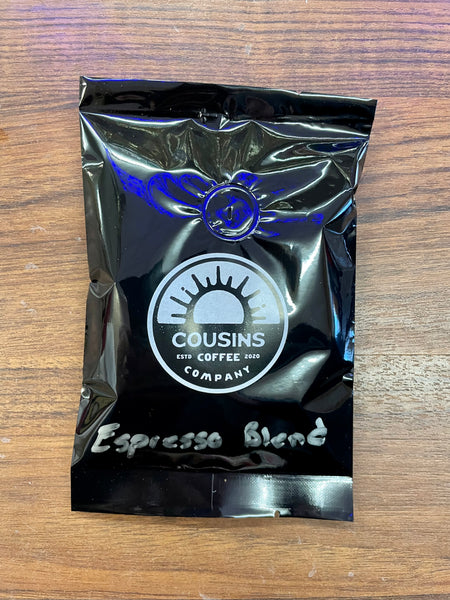 COUSINS
ESTD COFFEE 2020
COMPANY
Espresso Blend